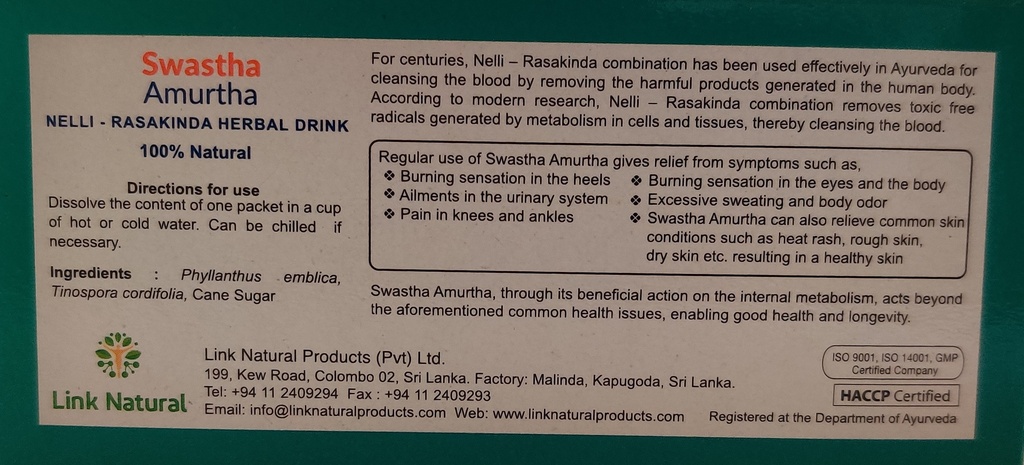 Swastha
Amurtha
NELLI - RASAKINDA HERBAL DRINK
100% Natural
Directions for use
Dissolve the content of one packet in a cup
of hot or cold water. Can be chilled if
necessary.
Ingredients : Phyllanthus emblica,
Tinospora cordifolia, Cane Sugar
For centuries, Nelli – Rasakinda combination has been used effectively in Ayurveda for
cleansing the blood by removing the harmful products generated in the human body.
According to modern research, Nelli – Rasakinda combination removes toxic free
radicals generated by metabolism in cells and tissues, thereby cleansing the blood.
Regular use of Swastha Amurtha gives relief from symptoms such as,
❖ Burning sensation in the heels
❖ Ailments in the urinary system
❖ Pain in knees and ankles
❖ Burning sensation in the eyes and the body
❖ Excessive sweating and body odor
❖ Swastha Amurtha can also relieve common skin
conditions such as heat rash, rough skin,
dry skin etc. resulting in a healthy skin
Swastha Amurtha, through its beneficial action on the internal metabolism, acts beyond
the aforementioned common health issues, enabling good health and longevity.
Link Natural
Link Natural Products (Pvt) Ltd.
199, Kew Road, Colombo 02, Sri Lanka. Factory: Malinda, Kapugoda, Sri Lanka.
Tel: +94 11 2409294 Fax : +94 11 2409293
Email: info@linknaturalproducts.com Web: www.linknaturalproducts.com
ISO 9001, ISO 14001, GMP
Certified Company
HACCP Certified
Registered at the Department of Ayurveda